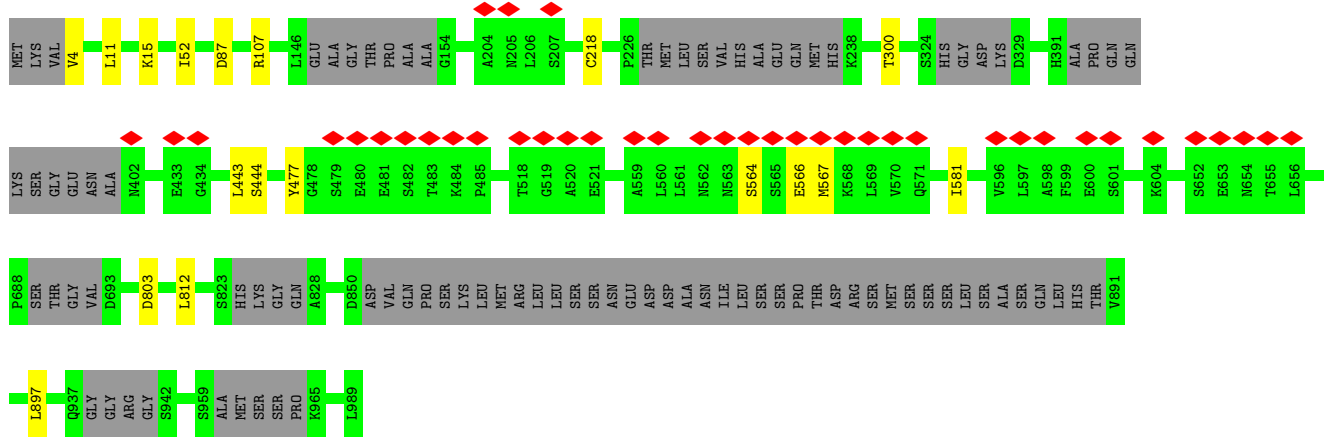 MET LYS VAL V4 L11 K15 I52 D87 R107 L146 GLU ALA GLY THR PRO ALA ALA G154 A204 N205 L206 S207 C218 P226 THR MET LEU SER VAL HIS ALA GLU GLN MET HIS K238 T300 S324 HIS GLY ASP LYS D329 H391 ALA PRO GLN GLN
LYS SER GLY GLU ASN ALA N402 E433 G434 L443 S444 Y477 G478 S479 E480 E481 S482 T483 K484 P485 T518 G519 A520 E521 A559 L560 L561 N562 N563 S564 S565 E566 M567 K568 L569 V570 Q571 I581 V596 L597 A598 F599 E600 S601 K604 S652 E653 N654 T655 L656
P688 SER THR GLY VAL D693 D803 L812 S823 HIS LYS GLY GLN A828 D850 ASP VAL GLN PRO SER LYS LEU MET ARG LEU LEU SER SER ASN GLU ASP ASP ALA ASN ILE LEU SER SER PRO THR ASP ARG SER MET SER SER SER LEU SER ALA SER GLN LEU HIS THR V891
L897 Q937 GLY GLY ARG GLY S942 S959 ALA MET SER SER PRO K965 L989